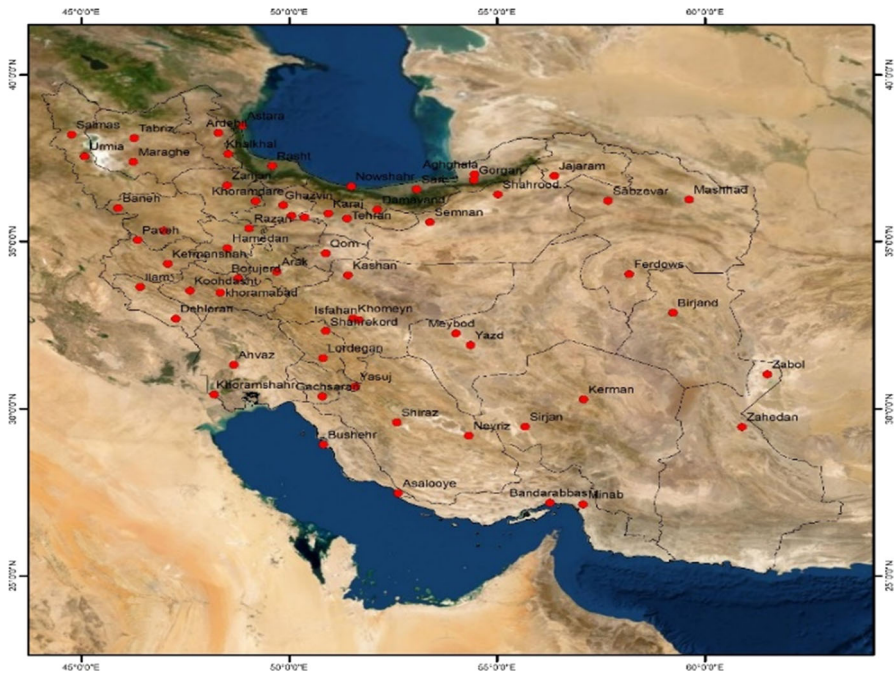 45°0'0"E 50°0'0"E 55°0'0"E 60°0'0"E
40°0'0"N 40°0'0"N
Astara
Ardebil
Salmas Tabriz
Khalkhal
Urmia Maraghe
Rasht
Aghghala
Gorgan Jajaram
Zanjan Nowshahr Sari
Shahrood Sabzevar Mashhad
Khoramdare Ghazvin
Baneh Karaj Damavand
Razan Tehran Semnan
35°0'0"N 35°0'0"N
Paveh Hamedan Qom
Kermanshah
Borujerd Arak Kashan Ferdows
Ilam Koohdasht
khoramabad
Birjand
Dehloran Isfahan Khomeyn
Shahrekord Meybod
Yazd
Lordegan
Ahvaz
Zabol
Yasuj
Khoramshahr Gachsaran Kerman
30°0'0"N 30°0'0"N
Shiraz Sirjan
Neyriz Zahedan
Bushehr
Asalooye
Bandarabbas Minab
25°0'0"N 25°0'0"N
45°0'0"E 50°0'0"E 55°0'0"E 60°0'0"E